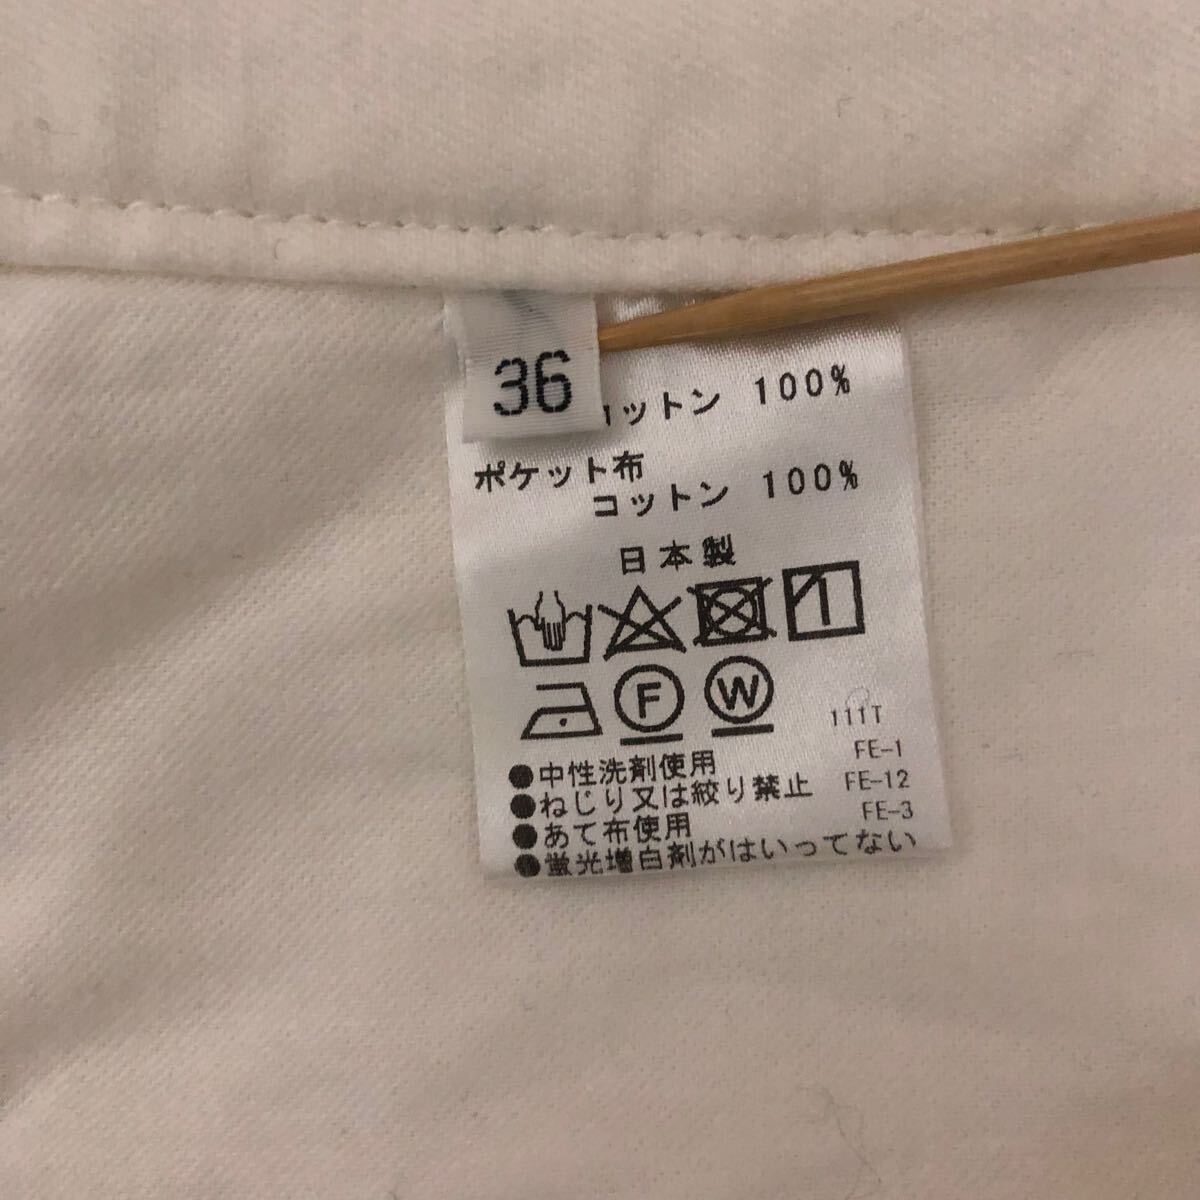 36
コットン 100%
ポケット布
コットン 100%
日本製
F W
111T
FE-1
●中性洗剤使用
FE-12
●ねじり又は絞り禁止
FE-3
●あて布使用
●蛍光増白剤がはいってない